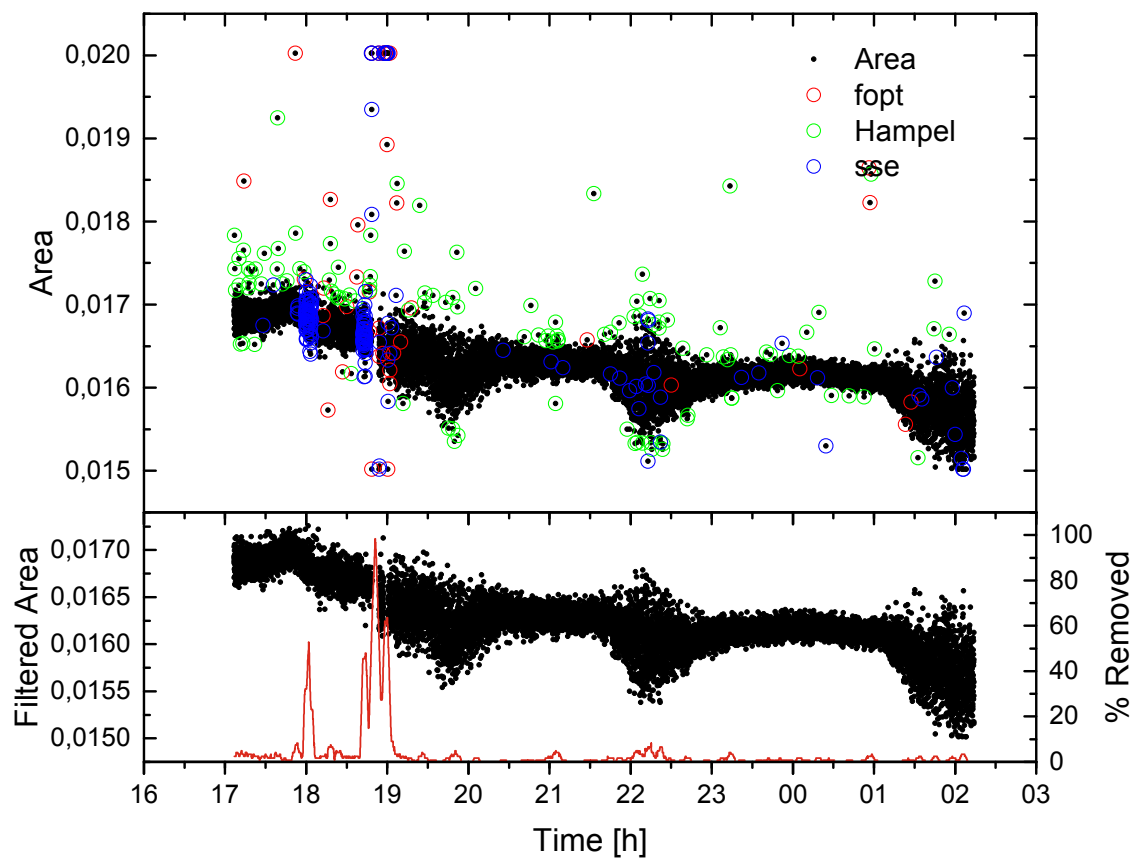 0,020
0,019
0,018
0,017
0,016
0,015
Area
Area
fopt
Hampel
sse
0,0170
0,0165
0,0160
0,0155
0,0150
Filtered Area
100
80
60
40
20
0
% Removed
16 17 18 19 20 21 22 23 00 01 02 03
Time [h]